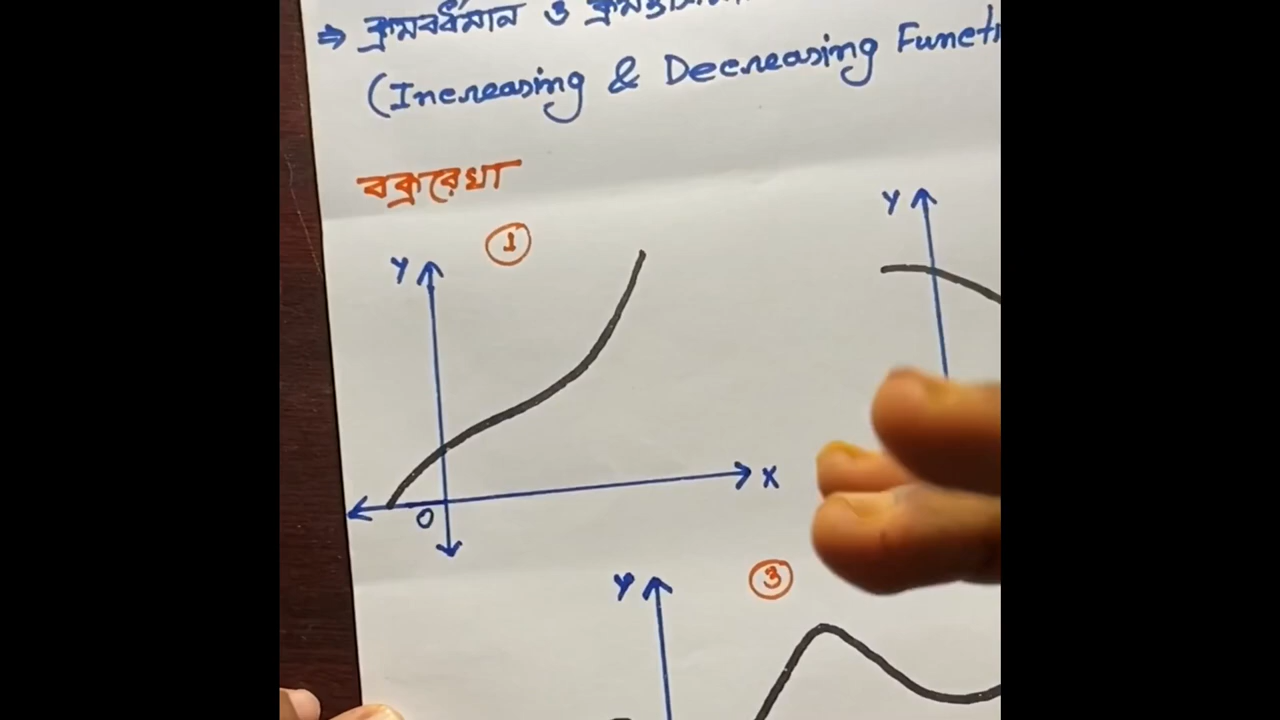 ⇒ ক্রমবর্ধমান ও
(Increasing & Decreasing
বক্ররেখা
1
Y
X
O
Y
Y
3